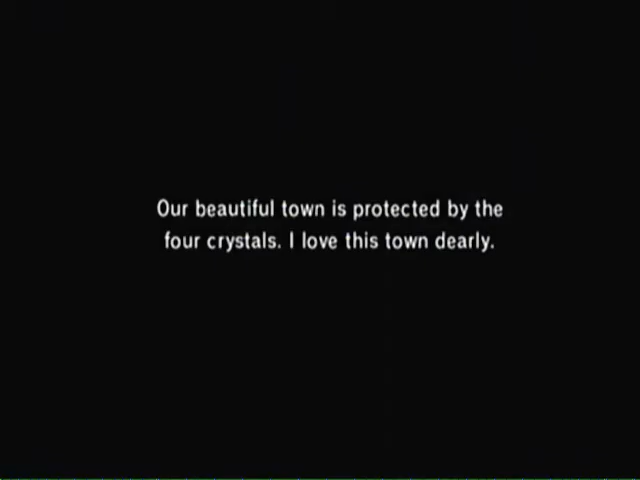 Our beautiful town is protected by the
four crystals. I love this town dearly.